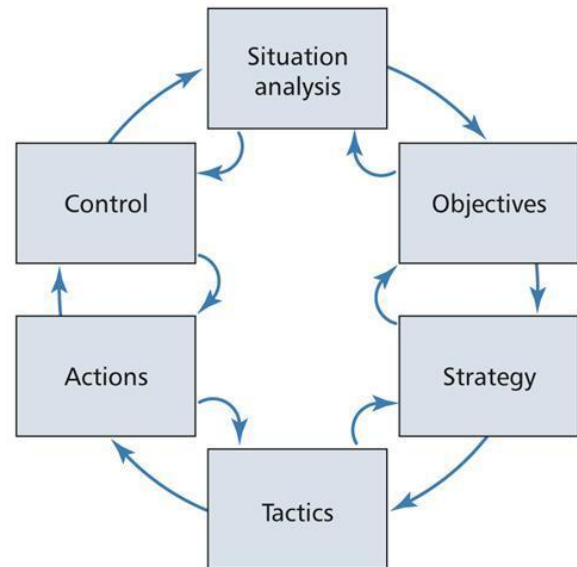 Situation
analysis
Control
Objectives
Actions
Strategy
Tactics